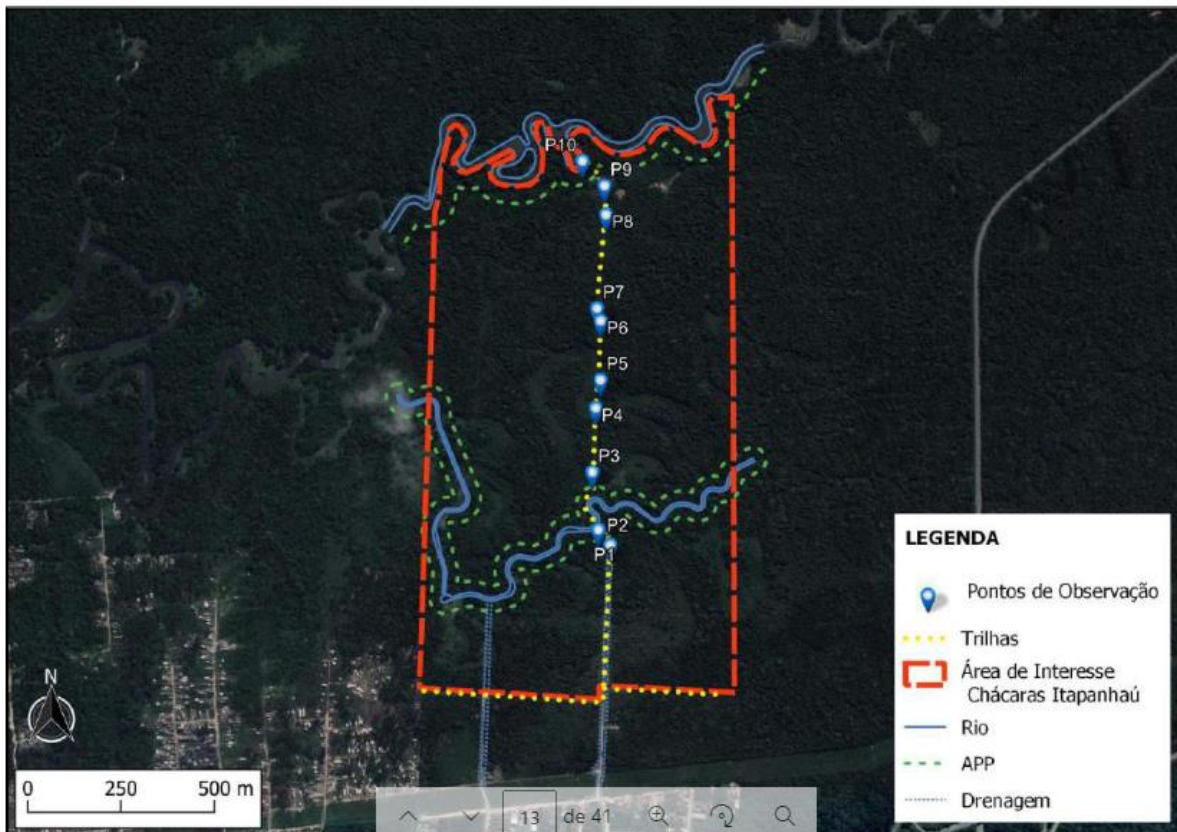 P10
P9
P8
P7
P6
P5
P4
P3
P2
P1
LEGENDA
Pontos de Observação
Trilhas
Área de Interesse
Chácaras Itapanhaú
Rio
APP
Drenagem
N
0 250 500 m
13 de 41